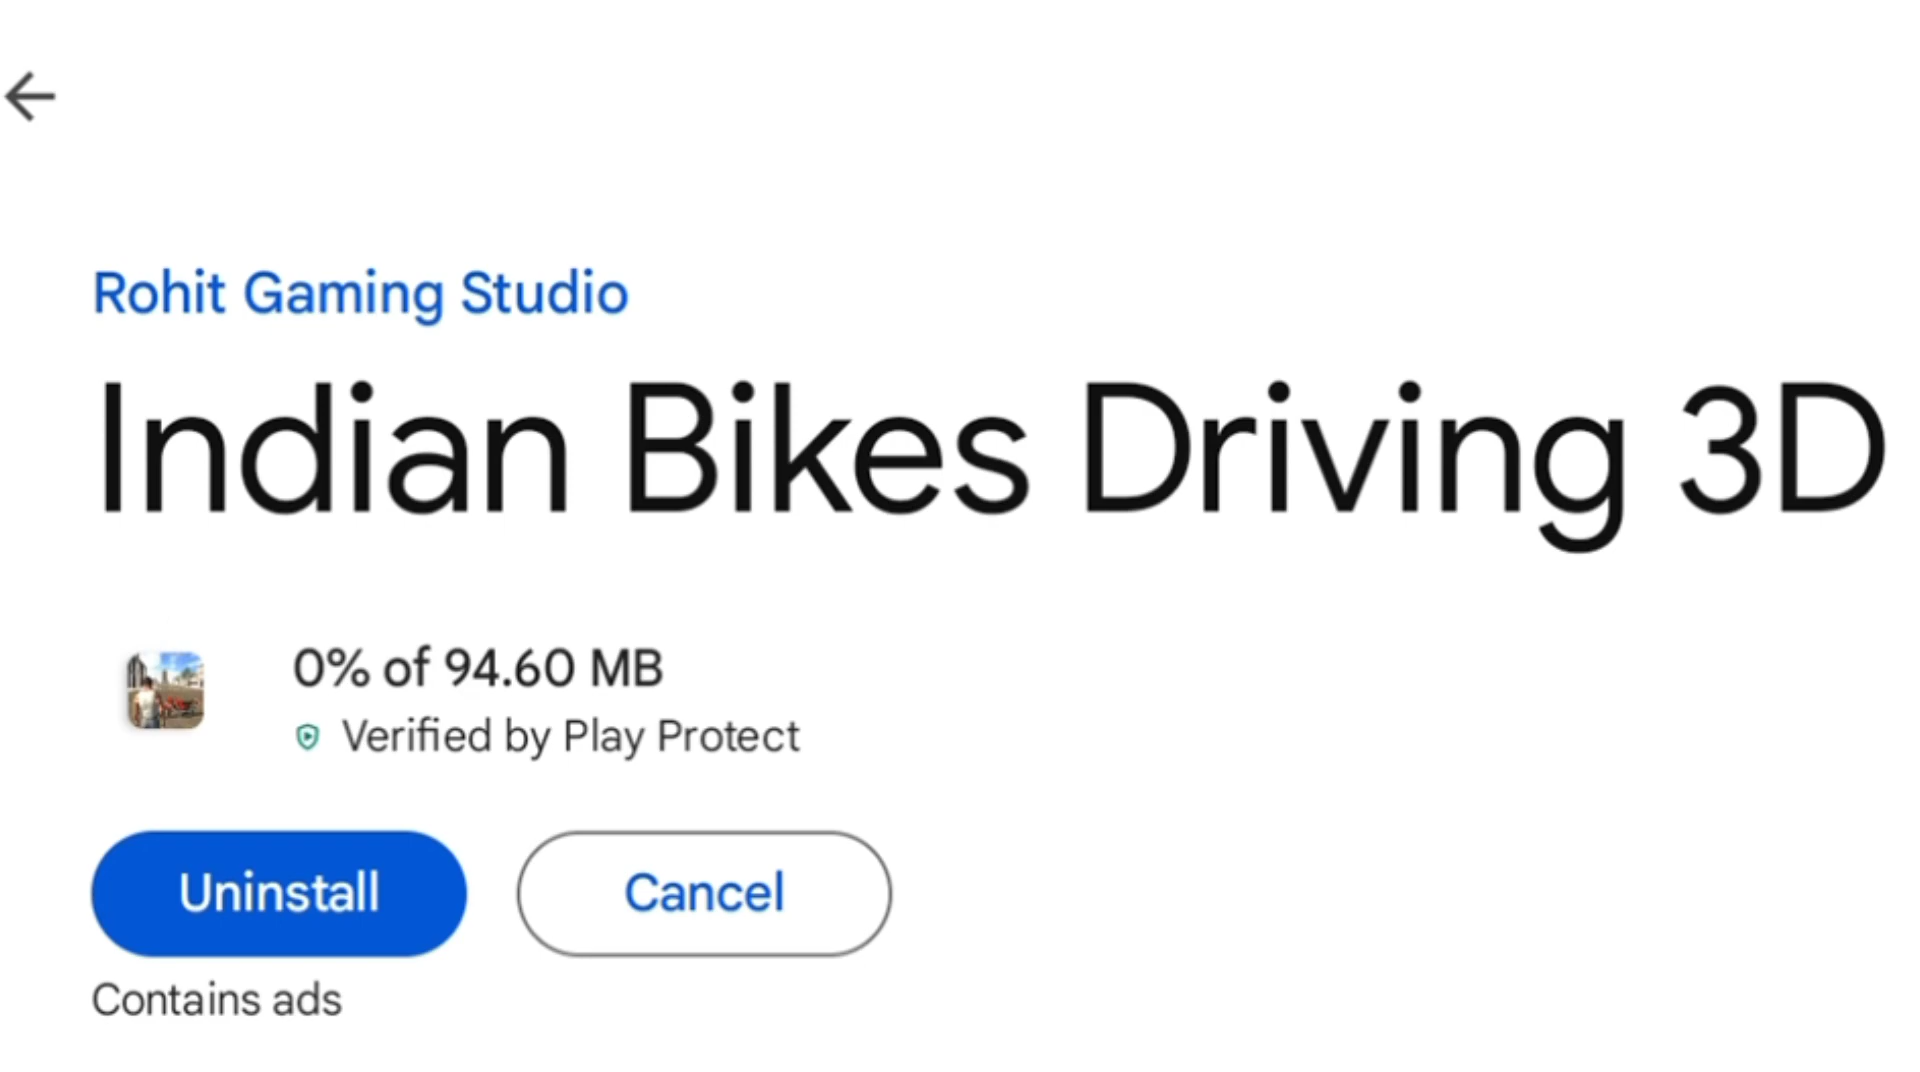 Rohit Gaming Studio
Indian Bikes Driving 3D
0% of 94.60 MB
Verified by Play Protect
Uninstall
Cancel
Contains ads